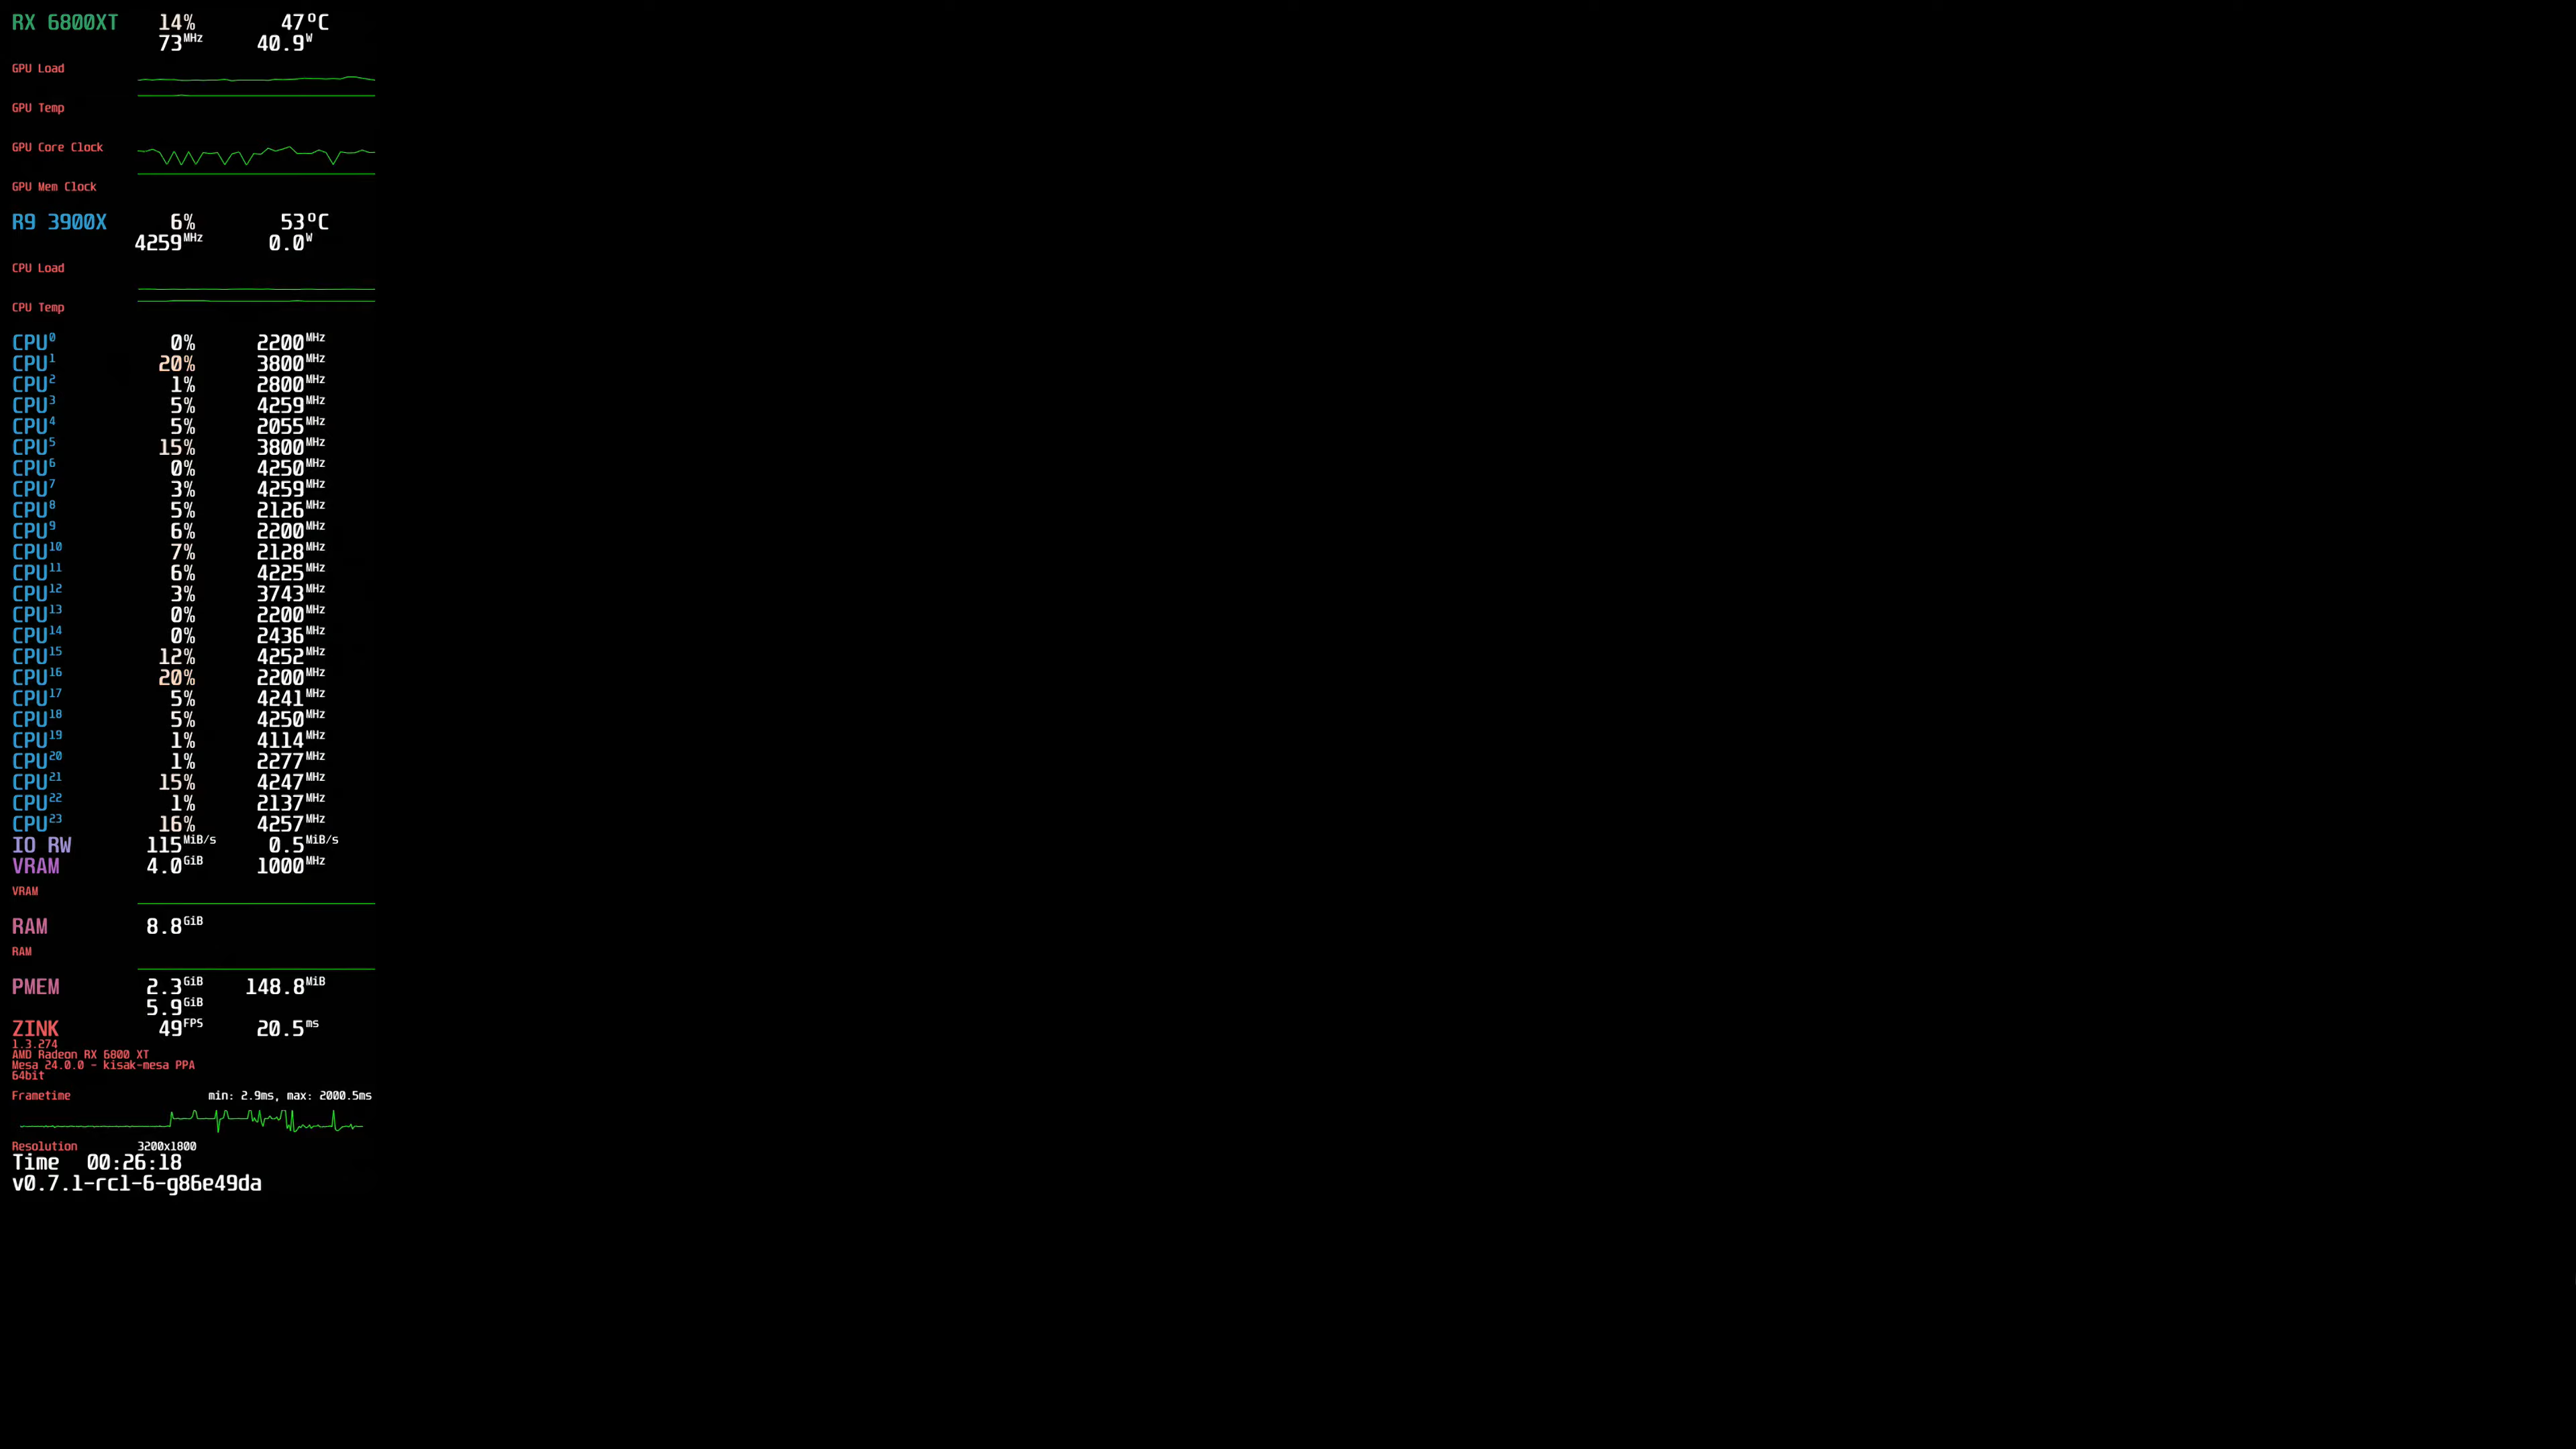 RX 6800XT 14% 47°C
73MHz 40.9W
GPU Load
GPU Temp
GPU Core Clock
GPU Mem Clock
R9 3900X 6% 53°C
4259MHz 0.0W
CPU Load
CPU Temp
CPU0 0% 2200MHz
CPU1 20% 3800MHz
CPU2 1% 2800MHz
CPU3 5% 4259MHz
CPU4 5% 2055MHz
CPU5 15% 3800MHz
CPU6 0% 4250MHz
CPU7 3% 4259MHz
CPU8 5% 2126MHz
CPU9 6% 2200MHz
CPU10 7% 2128MHz
CPU11 6% 4225MHz
CPU12 3% 3743MHz
CPU13 0% 2200MHz
CPU14 0% 2436MHz
CPU15 12% 4252MHz
CPU16 20% 2200MHz
CPU17 5% 4241MHz
CPU18 5% 4250MHz
CPU19 1% 4114MHz
CPU20 1% 2277MHz
CPU21 15% 4247MHz
CPU22 1% 2137MHz
CPU23 16% 4257MHz
IO RW 115MiB/s 0.5MiB/s
VRAM 4.0GiB 1000MHz
VRAM
RAM 8.8GiB
RAM
PMEM 2.3GiB 148.8MiB
5.9GiB
ZINK 49FPS 20.5ms
1.3.274
AMD Radeon RX 6800 XT
Mesa 24.0.0 - kisak-mesa PPA
64bit
Frametime min: 2.9ms, max: 2000.5ms
Resolution 3200x1800
Time 00:26:18
v0.7.1-rc1-6-g86e49da